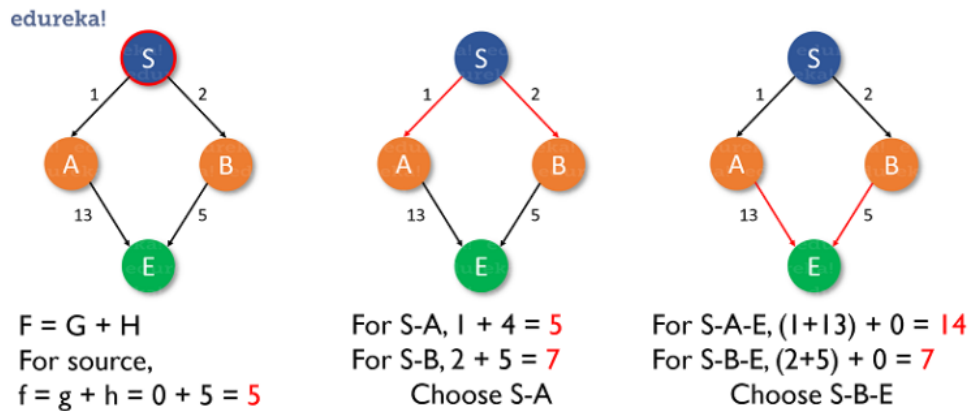 edureka!
S
1
2
A
B
13
5
E
F = G + H
For source,
f = g + h = 0 + 5 = 5
S
1
2
A
B
13
5
E
For S-A, 1 + 4 = 5
For S-B, 2 + 5 = 7
Choose S-A
S
1
2
A
B
13
5
E
For S-A-E, (1+13) + 0 = 14
For S-B-E, (2+5) + 0 = 7
Choose S-B-E